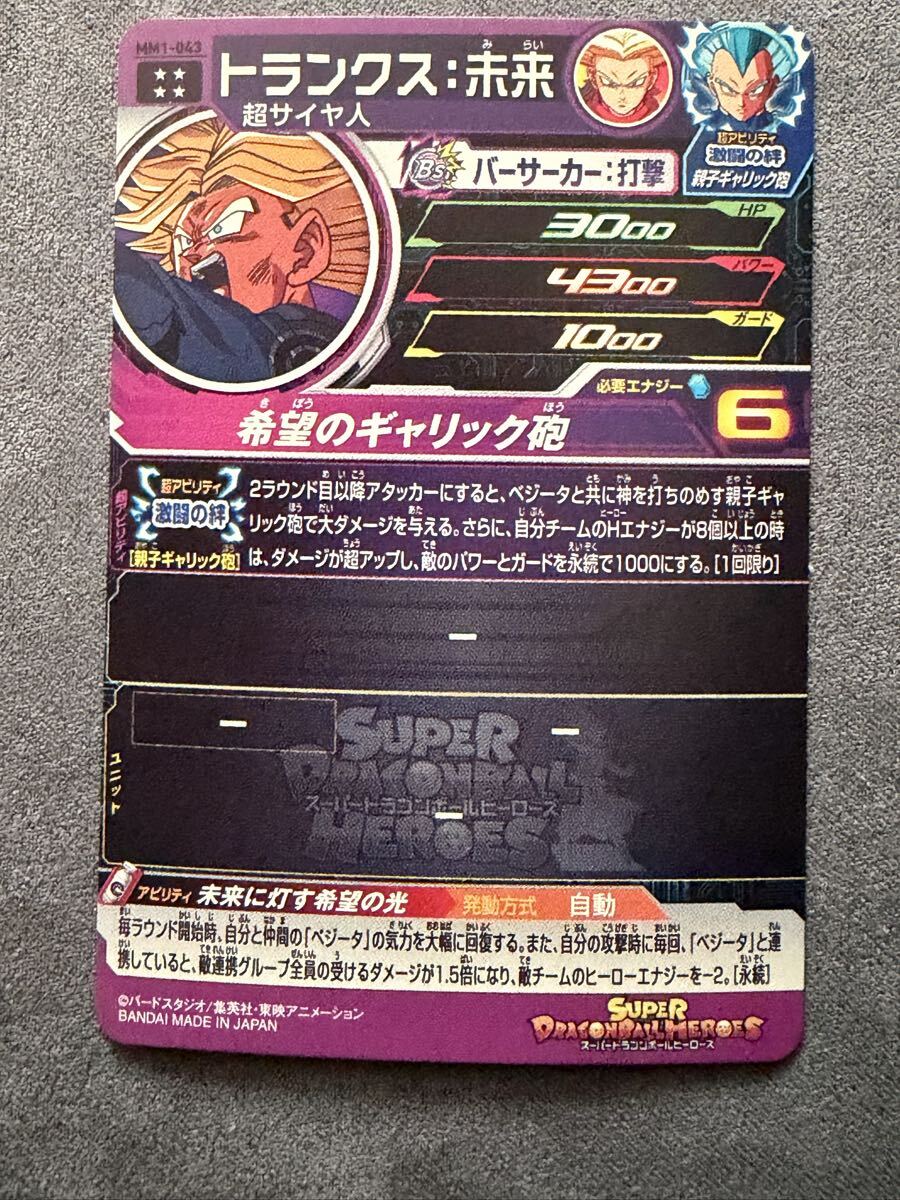 MM1-043
★★
★★
トランクス:未来
み らい
超サイヤ人
超アビリティ
激闘の絆
親子ギャリック砲
Bs
バーサーカー:打撃
HP
3000
パワー
4300
ガード
1000
必要エナジー
6
き ぼう ほう
希望のギャリック砲
超アビリティ
超アビリティ
激闘の絆
[親子ギャリック砲]
2ラウンド目以降アタッカーにすると、ベジータと共に神を打ちのめす親子ギャ
リック砲で大ダメージを与える。さらに、自分チームのHエナジーが8個以上の時
は、ダメージが超アップし、敵のパワーとガードを永続で1000にする。[1回限り]
ー
ユニット
ー
ー
ー
SUPER
DRAGONBALL
スーパードラゴンボールヒーローズ
HEROES
アビリティ 未来に灯す希望の光 発動方式 自動
毎ラウンド開始時、自分と仲間の「ベジータ」の気力を大幅に回復する。また、自分の攻撃時に毎回、「ベジータ」と連
携していると、敵連携グループ全員の受けるダメージが1.5倍になり、敵チームのヒーローエナジーを-2。[永続]
©バードスタジオ/集英社・東映アニメーション
BANDAI MADE IN JAPAN
SUPER
DRAGONBALL HEROES
スーパードラゴンボールヒーローズ